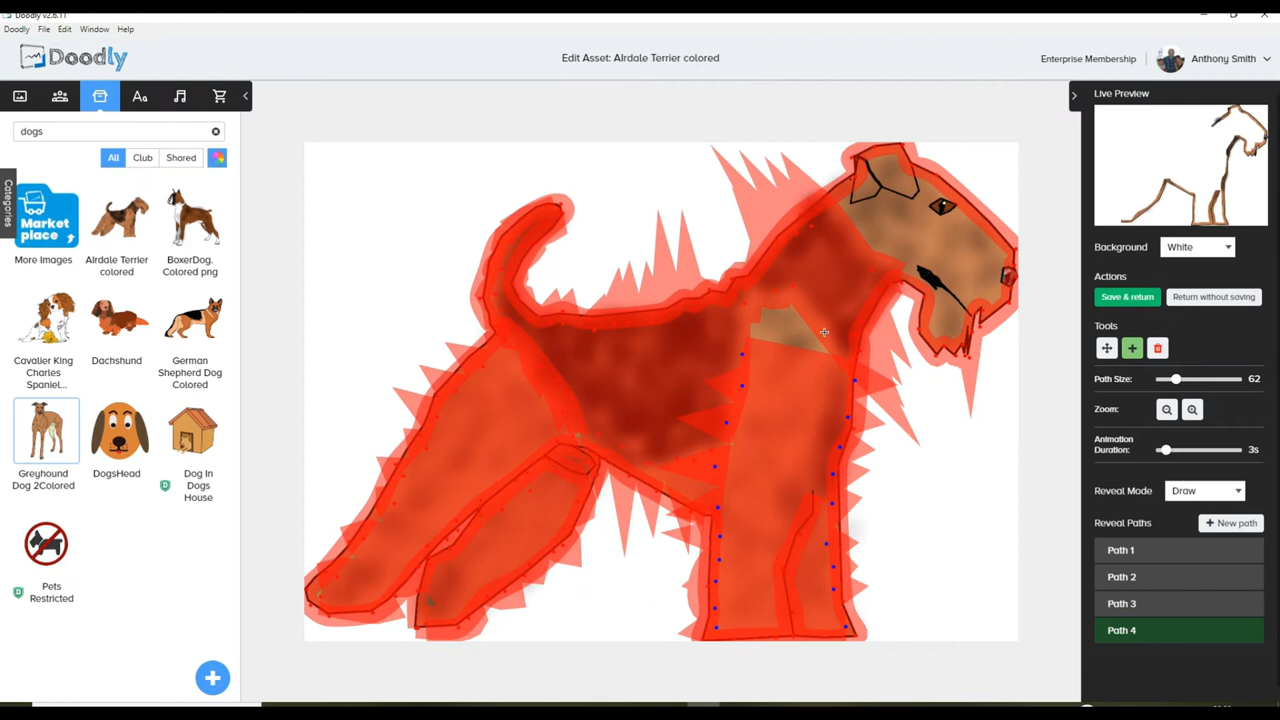 Doodly v2.6.11
Doodly File Edit Window Help
Doodly
Edit Asset: AIrdale Terrier colored
Enterprise Membership
Anthony Smith
Aa
dogs
All Club Shared
Categories
Market place
More Images
AIrdale Terrier colored
BoxerDog. Colored png
Cavalier King Charles Spaniel...
Dachshund
German Shepherd Dog Colored
Greyhound Dog 2Colored
DogsHead
Dog In Dogs House
Pets Restricted
Live Preview
Background White
Actions
Save & return Return without saving
Tools
Path Size: 62
Zoom:
Animation Duration: 3s
Reveal Mode Draw
Reveal Paths + New path
Path 1
Path 2
Path 3
Path 4